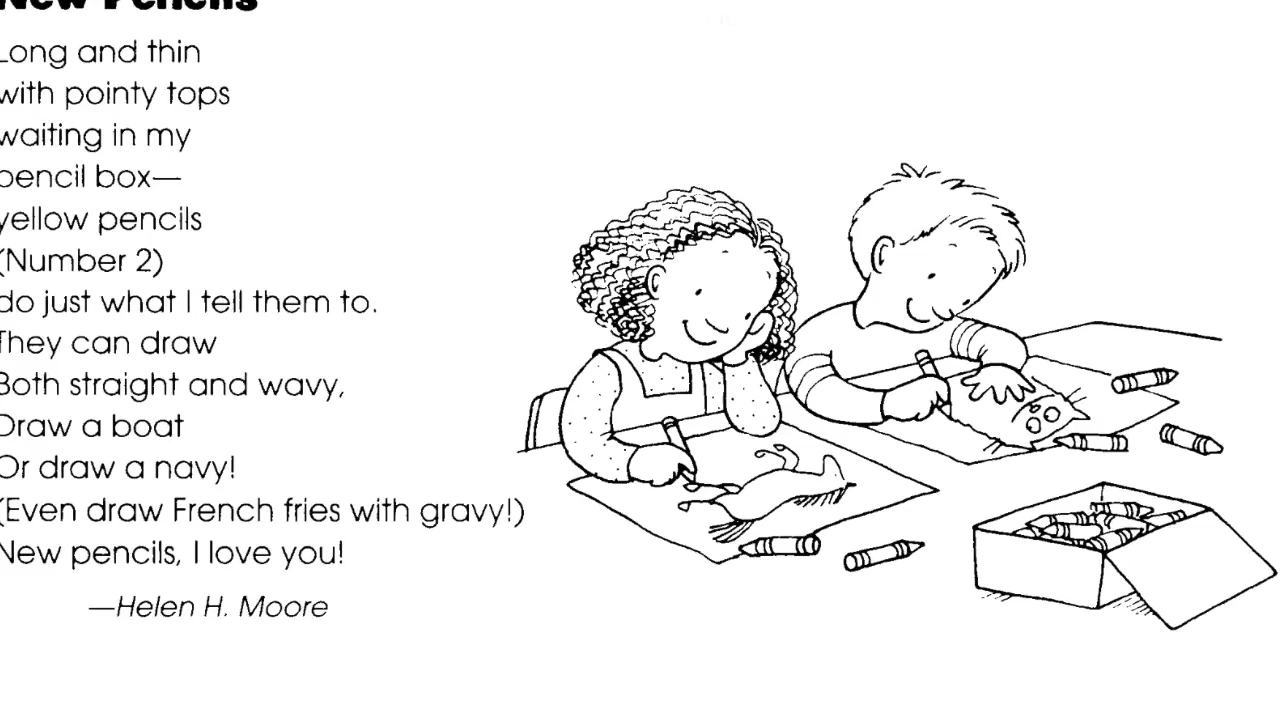 New Pencils
Long and thin
with pointy tops
waiting in my
pencil box—
yellow pencils
(Number 2)
do just what I tell them to.
They can draw
Both straight and wavy,
Draw a boat
Or draw a navy!
(Even draw French fries with gravy!)
New pencils, I love you!
—Helen H. Moore